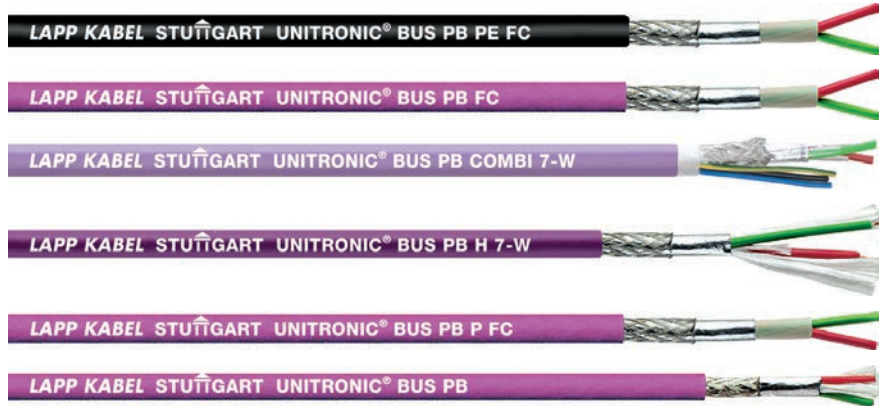 LAPP KABEL STUTTGART UNITRONIC® BUS PB PE FC
LAPP KABEL STUTTGART UNITRONIC® BUS PB FC
LAPP KABEL STUTTGART UNITRONIC® BUS PB COMBI 7-W
LAPP KABEL STUTTGART UNITRONIC® BUS PB H 7-W
LAPP KABEL STUTTGART UNITRONIC® BUS PB P FC
LAPP KABEL STUTTGART UNITRONIC® BUS PB